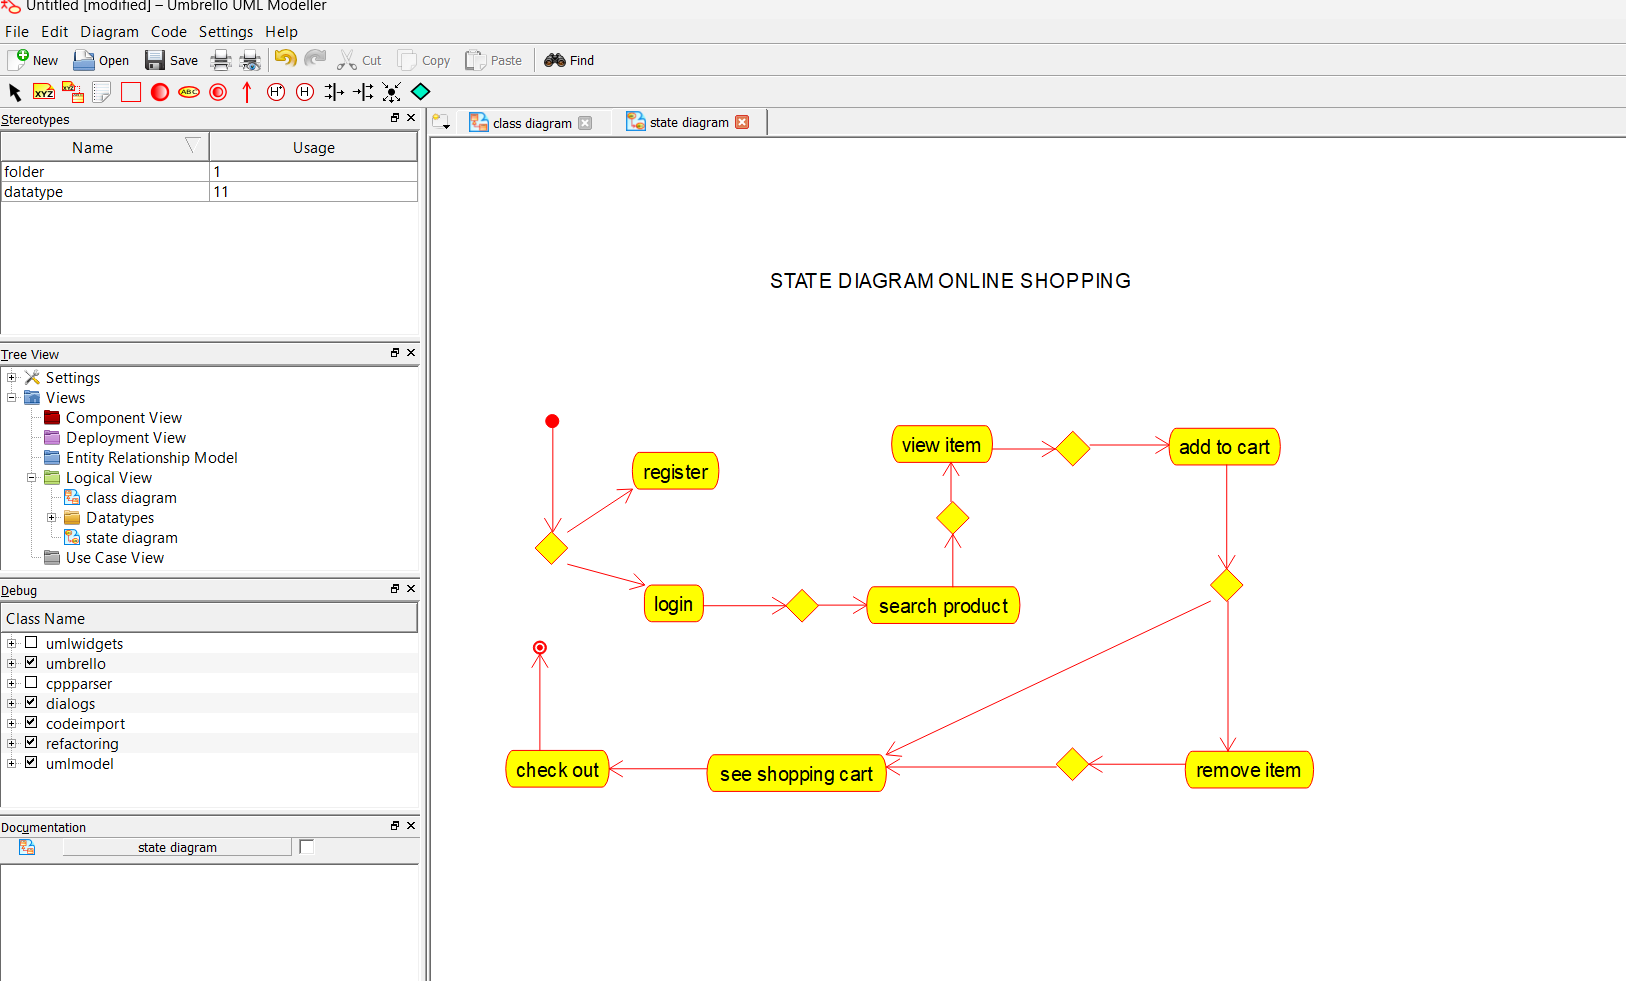 Untitled [modified] – Umbrello UML Modeller
File Edit Diagram Code Settings Help
New Open Save Cut Copy Paste Find
XYZ XYZ ABC H* H
Stereotypes
Name Usage
folder 1
datatype 11
Tree View
Settings
Views
Component View
Deployment View
Entity Relationship Model
Logical View
class diagram
Datatypes
state diagram
Use Case View
Debug
Class Name
umlwidgets
umbrello
cppparser
dialogs
codeimport
refactoring
umlmodel
Documentation
state diagram
class diagram state diagram
STATE DIAGRAM ONLINE SHOPPING
view item
add to cart
register
login
search product
check out
see shopping cart
remove item